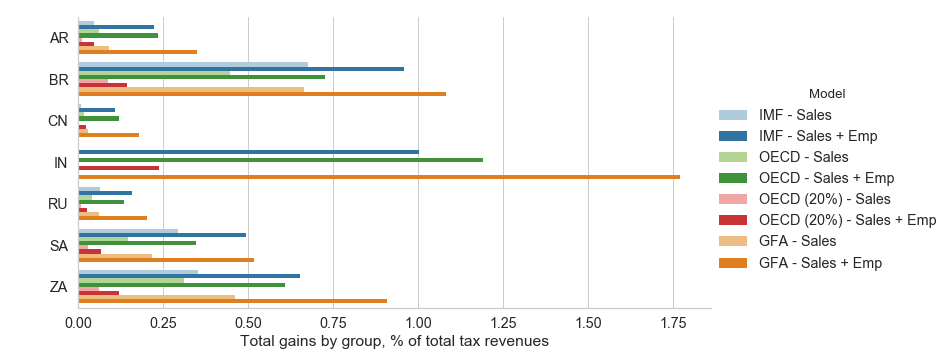 AR
BR
CN
IN
RU
SA
ZA
0.00 0.25 0.50 0.75 1.00 1.25 1.50 1.75
Total gains by group, % of total tax revenues
Model
IMF - Sales
IMF - Sales + Emp
OECD - Sales
OECD - Sales + Emp
OECD (20%) - Sales
OECD (20%) - Sales + Emp
GFA - Sales
GFA - Sales + Emp